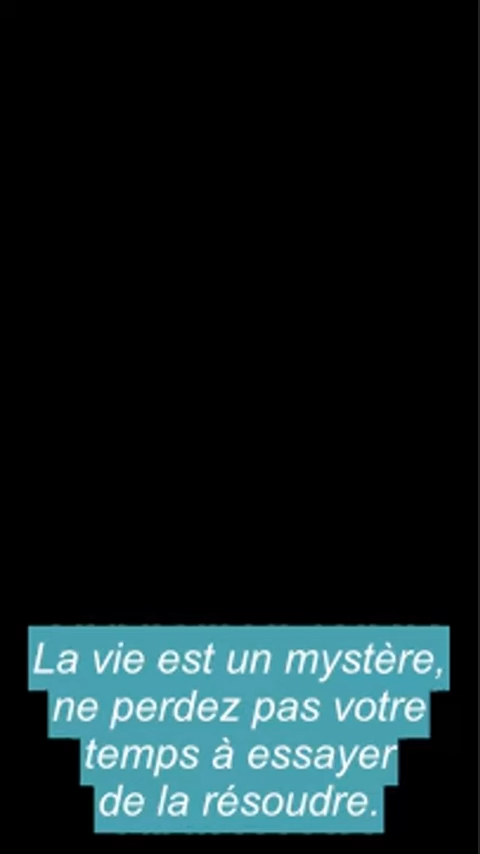 La vie est un mystère,
ne perdez pas votre
temps à essayer
de la résoudre.